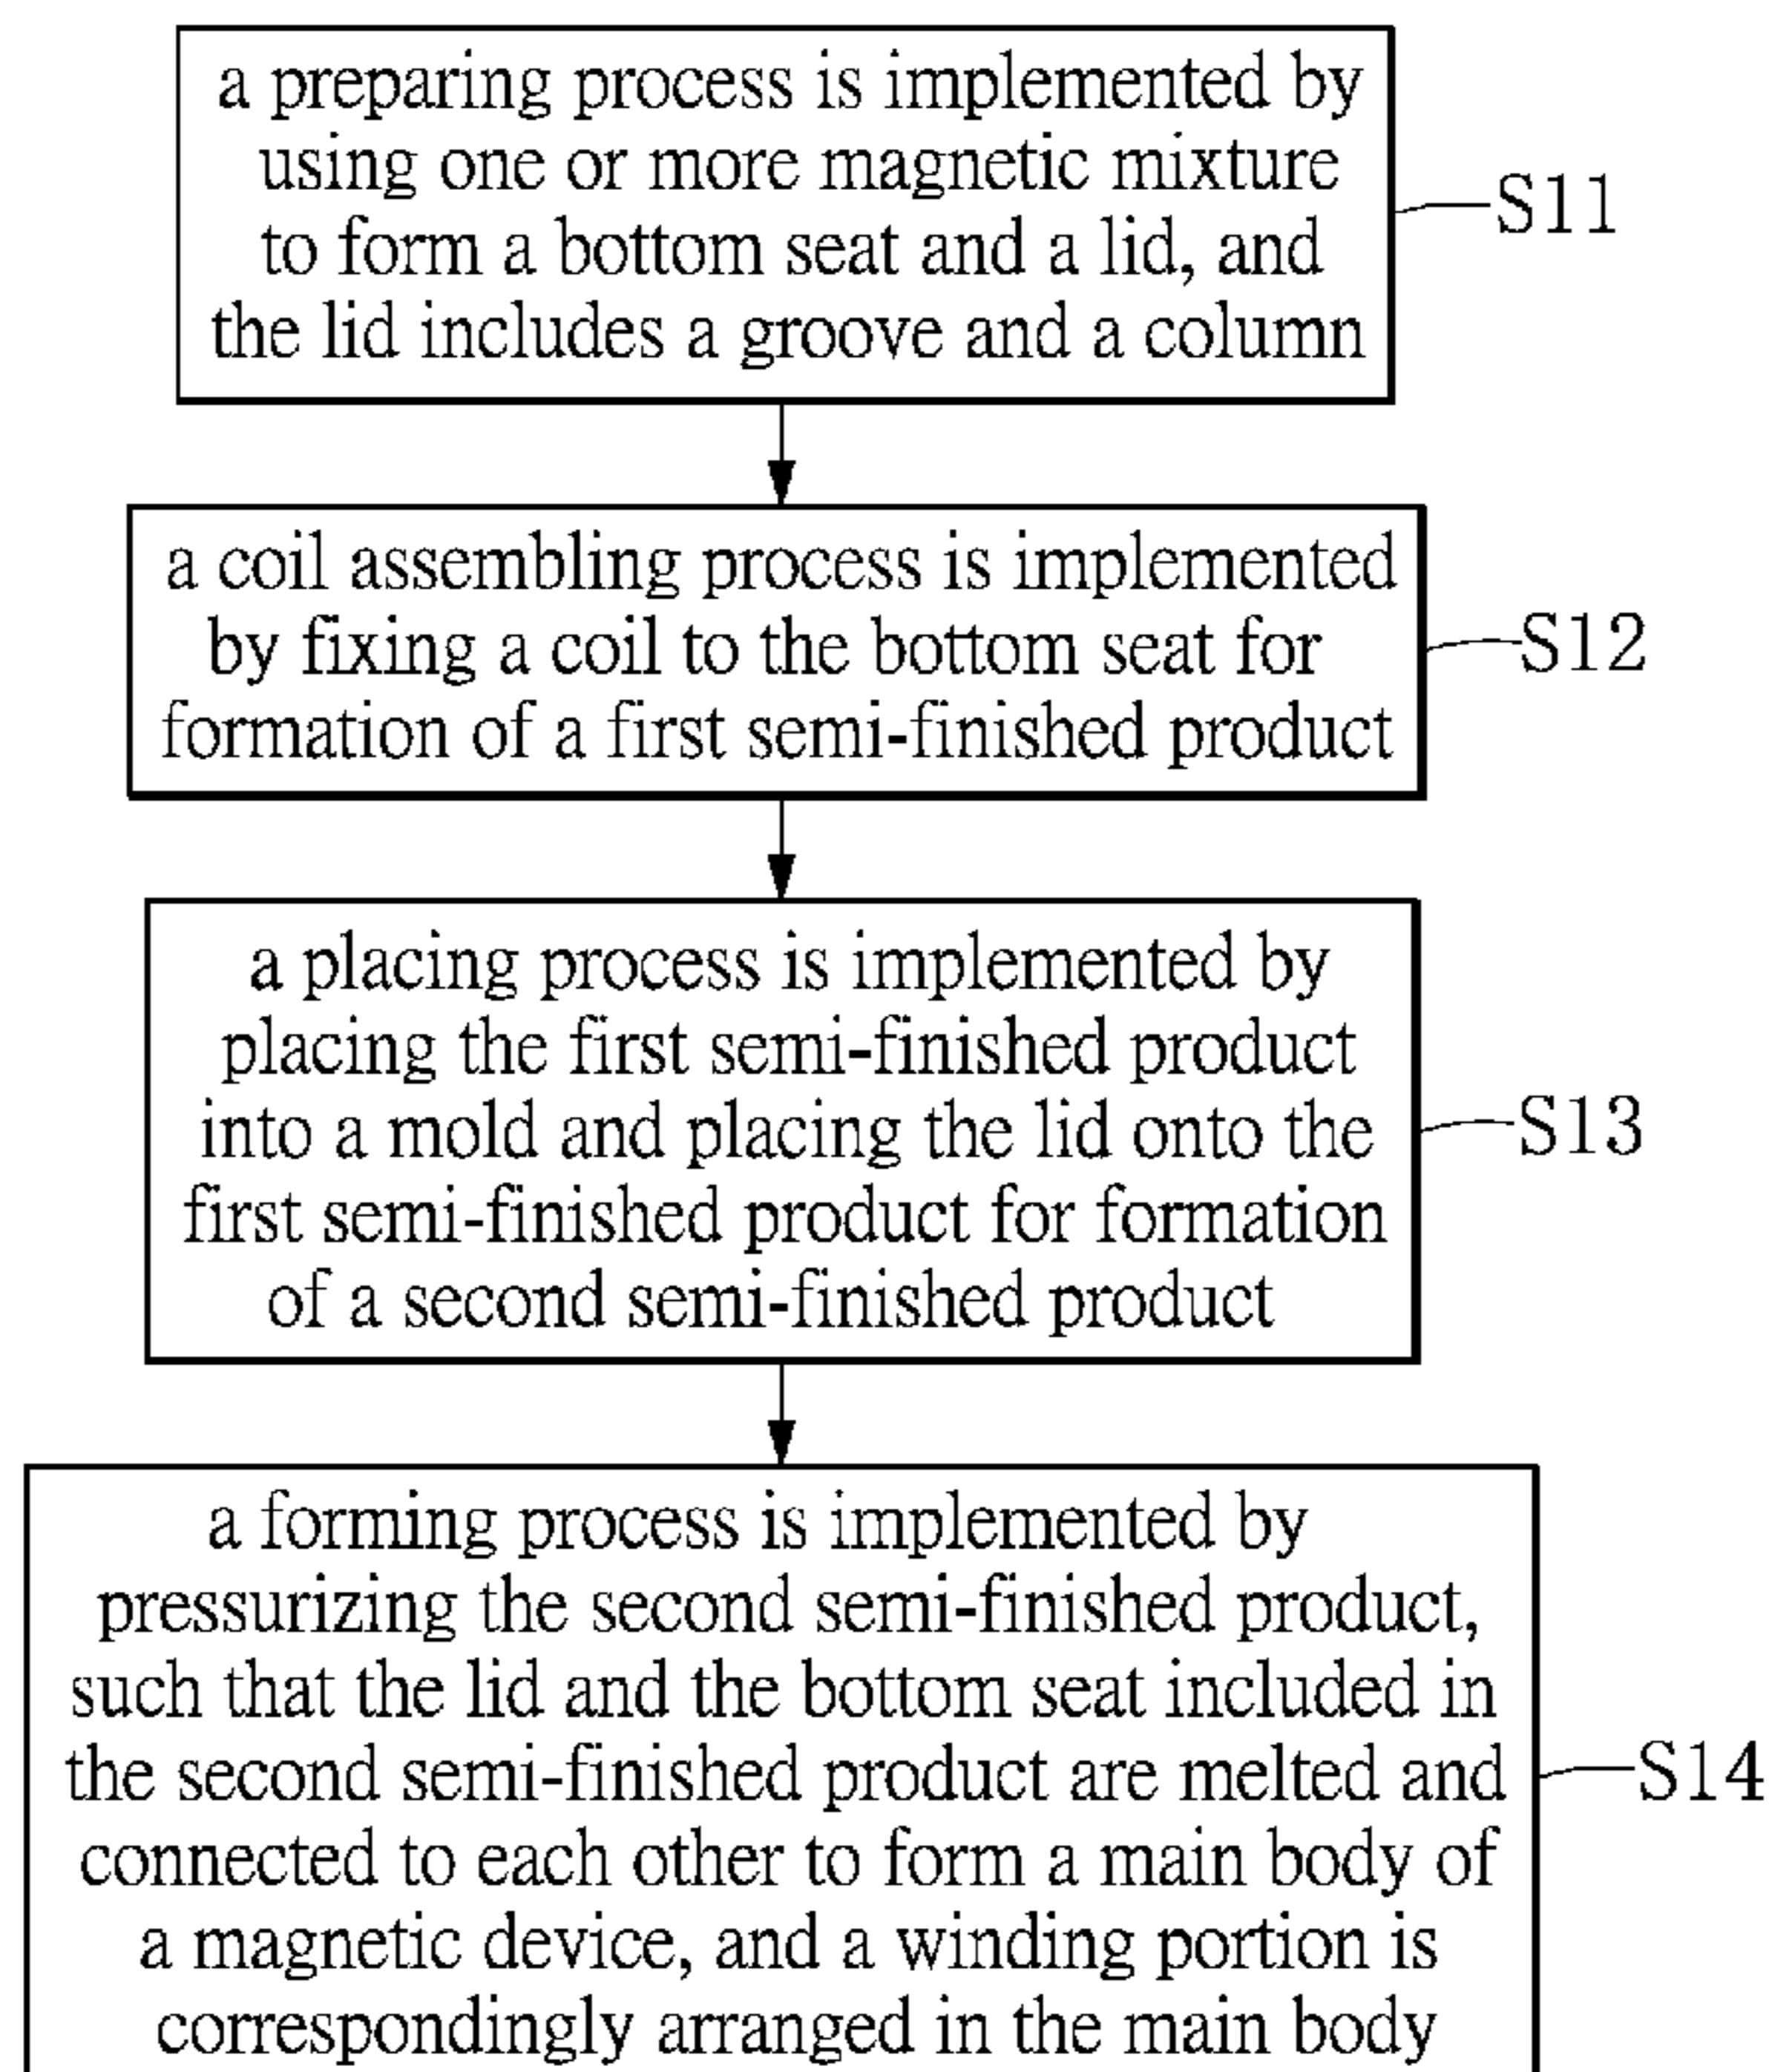 a preparing process is implemented by
using one or more magnetic mixture
to form a bottom seat and a lid, and
the lid includes a groove and a column
S11
a coil assembling process is implemented
by fixing a coil to the bottom seat for
formation of a first semi-finished product
S12
a placing process is implemented by
placing the first semi-finished product
into a mold and placing the lid onto the
first semi-finished product for formation
of a second semi-finished product
S13
a forming process is implemented by
pressurizing the second semi-finished product,
such that the lid and the bottom seat included in
the second semi-finished product are melted and
connected to each other to form a main body of
a magnetic device, and a winding portion is
correspondingly arranged in the main body
S14